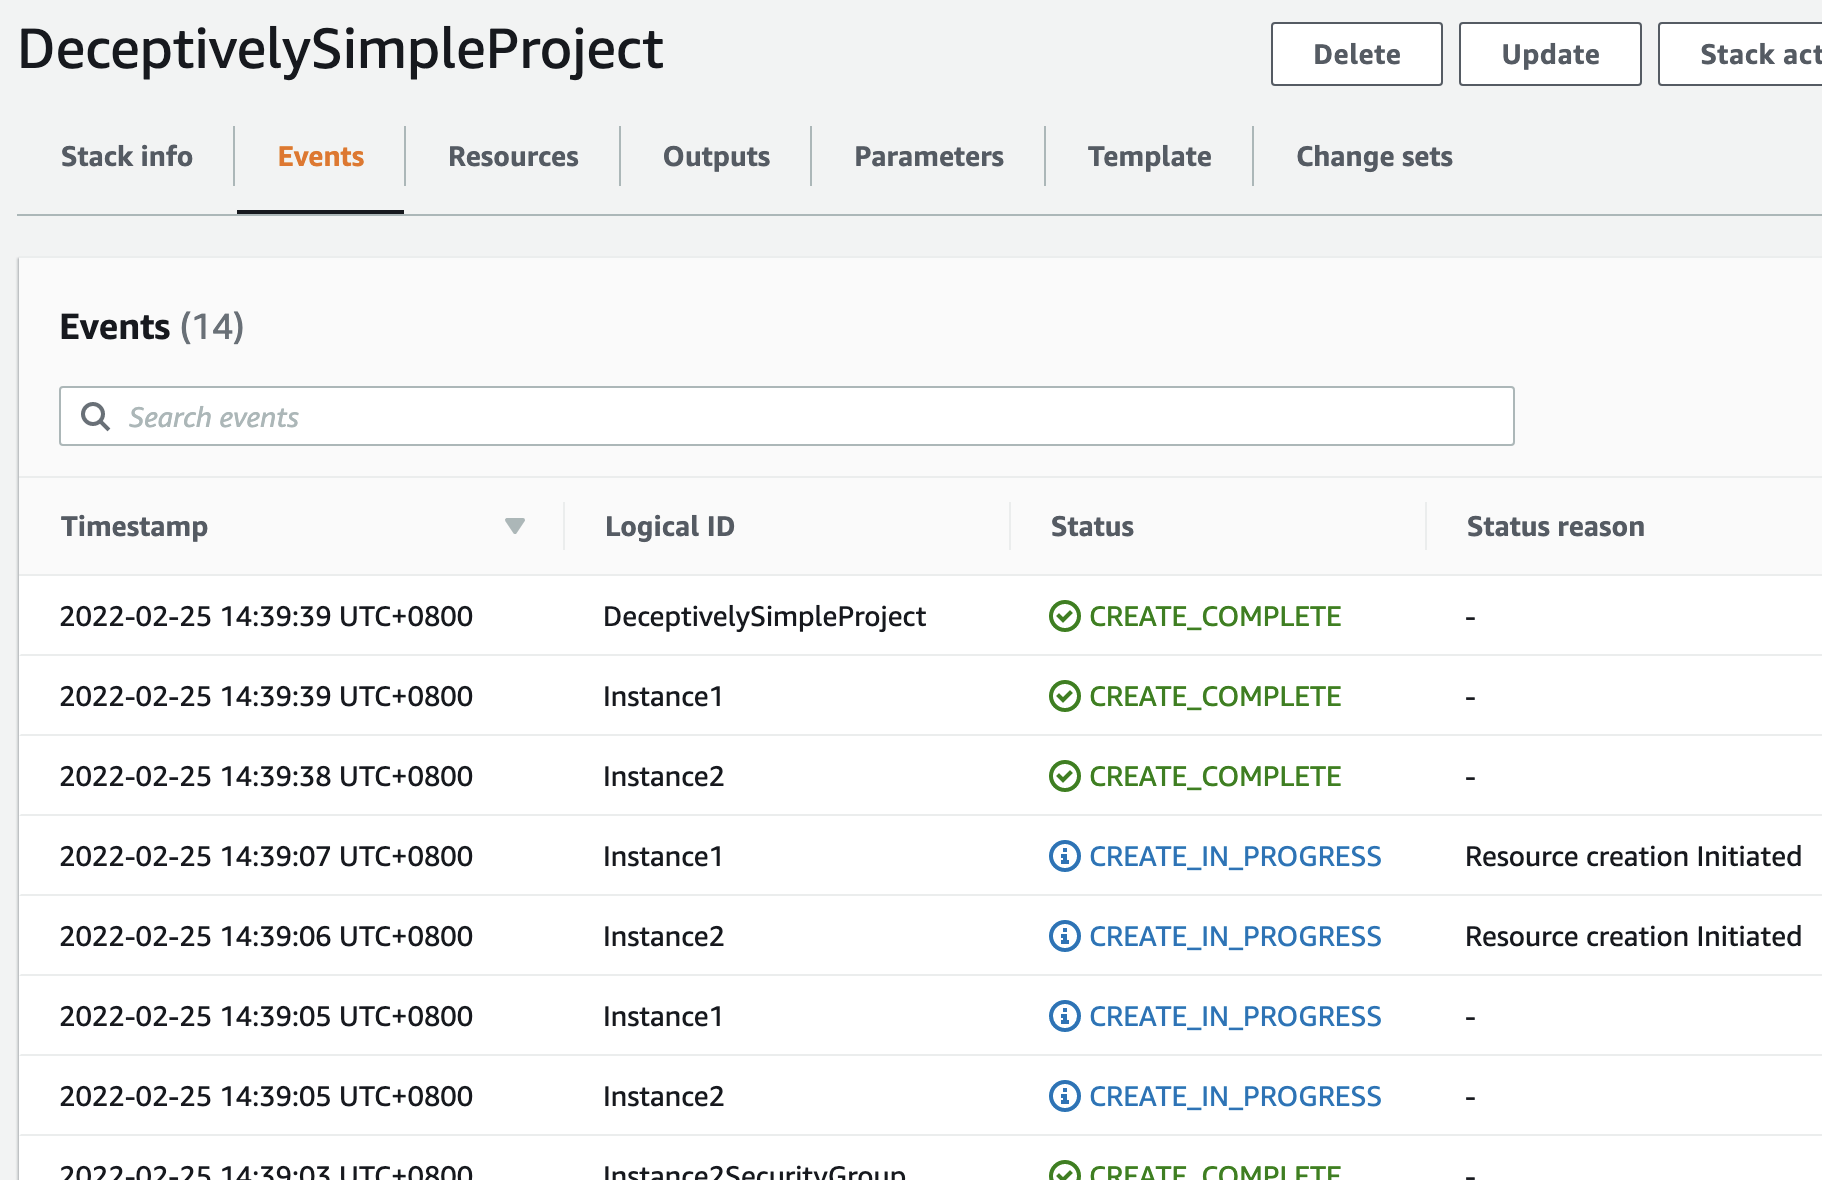 DeceptivelySimpleProject
Delete Update Stack act
Stack info Events Resources Outputs Parameters Template Change sets
Events (14)
Search events
Timestamp Logical ID Status Status reason
2022-02-25 14:39:39 UTC+0800 DeceptivelySimpleProject CREATE_COMPLETE -
2022-02-25 14:39:39 UTC+0800 Instance1 CREATE_COMPLETE -
2022-02-25 14:39:38 UTC+0800 Instance2 CREATE_COMPLETE -
2022-02-25 14:39:07 UTC+0800 Instance1 CREATE_IN_PROGRESS Resource creation Initiated
2022-02-25 14:39:06 UTC+0800 Instance2 CREATE_IN_PROGRESS Resource creation Initiated
2022-02-25 14:39:05 UTC+0800 Instance1 CREATE_IN_PROGRESS -
2022-02-25 14:39:05 UTC+0800 Instance2 CREATE_IN_PROGRESS -
2022-02-25 14:39:03 UTC+0800 Instance2SecurityGroup CREATE_COMPLETE -